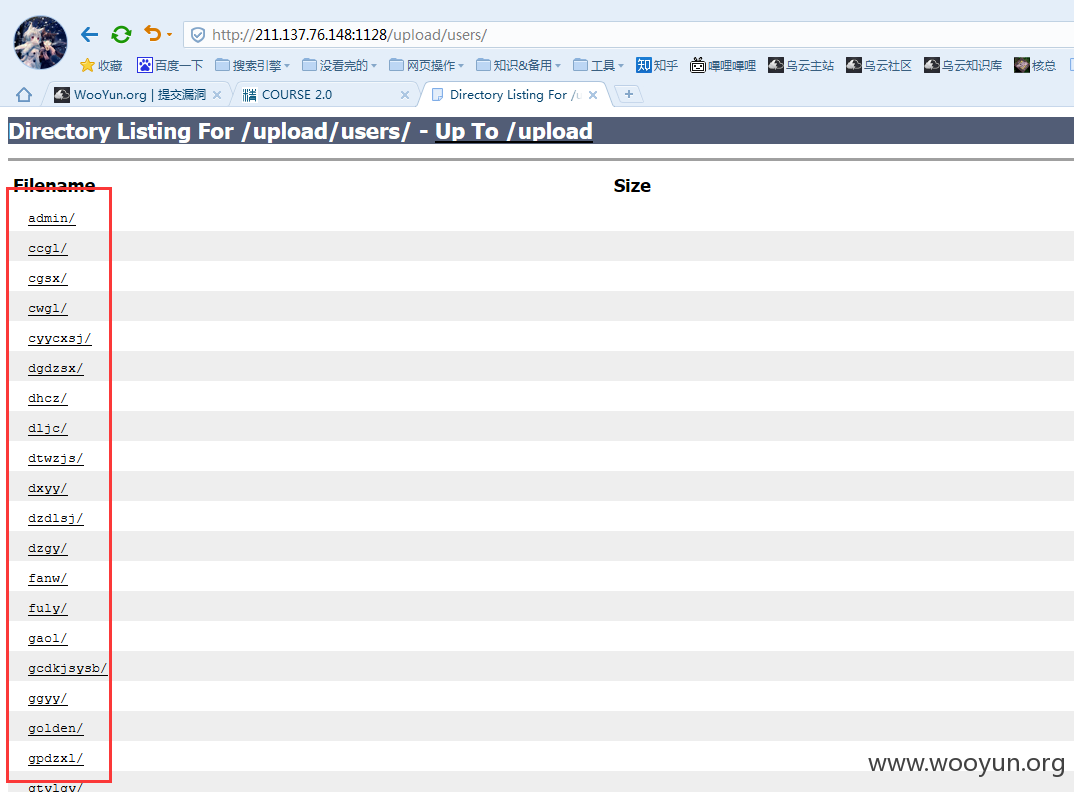 http://211.137.76.148:1128/upload/users/
收藏 百度一下 搜索引擎 没看完的 网页操作 知识&备用 工具 知乎 哔哩哔哩 乌云主站 乌云社区 乌云知识库 核总
WooYun.org | 提交漏洞 COURSE 2.0 Directory Listing For /u
Directory Listing For /upload/users/ - Up To /upload
Filename Size
admin/
ccgl/
cgsx/
cwgl/
cyycxsj/
dgdzsx/
dhcz/
dljc/
dtwzjs/
dxyy/
dzdlsj/
dzgy/
fanw/
fuly/
gaol/
gcdkjsysb/
ggyy/
golden/
gpdzxl/
www.wooyun.org